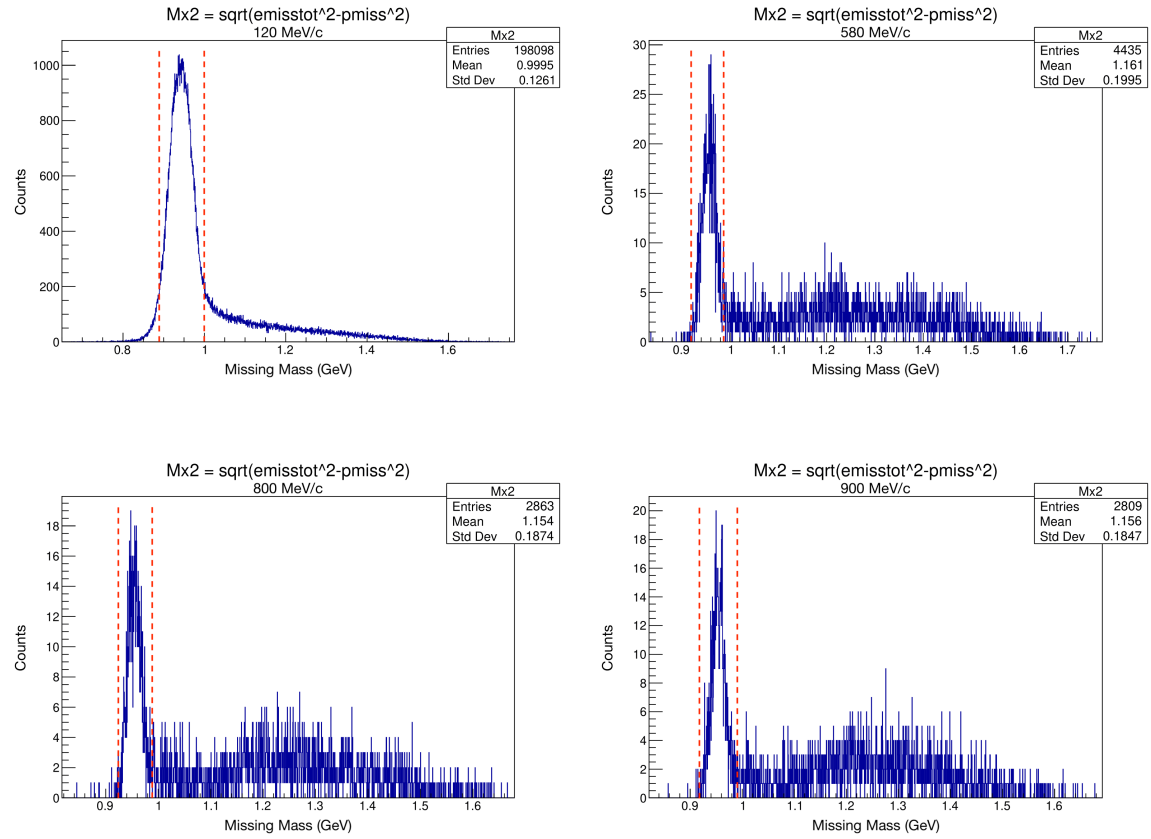 Mx2 = sqrt(emisstot^2-pmiss^2)
120 MeV/c
Mx2
Entries 198098
Mean 0.9995
Std Dev 0.1261
Counts
1000
800
600
400
200
0
0.8 1 1.2 1.4 1.6
Missing Mass (GeV)
Mx2 = sqrt(emisstot^2-pmiss^2)
580 MeV/c
Mx2
Entries 4435
Mean 1.161
Std Dev 0.1995
Counts
30
25
20
15
10
5
0
0.9 1 1.1 1.2 1.3 1.4 1.5 1.6 1.7
Missing Mass (GeV)
Mx2 = sqrt(emisstot^2-pmiss^2)
800 MeV/c
Mx2
Entries 2863
Mean 1.154
Std Dev 0.1874
Counts
18
16
14
12
10
8
6
4
2
0
0.9 1 1.1 1.2 1.3 1.4 1.5 1.6
Missing Mass (GeV)
Mx2 = sqrt(emisstot^2-pmiss^2)
900 MeV/c
Mx2
Entries 2809
Mean 1.156
Std Dev 0.1847
Counts
20
18
16
14
12
10
8
6
4
2
0
0.9 1 1.1 1.2 1.3 1.4 1.5 1.6
Missing Mass (GeV)